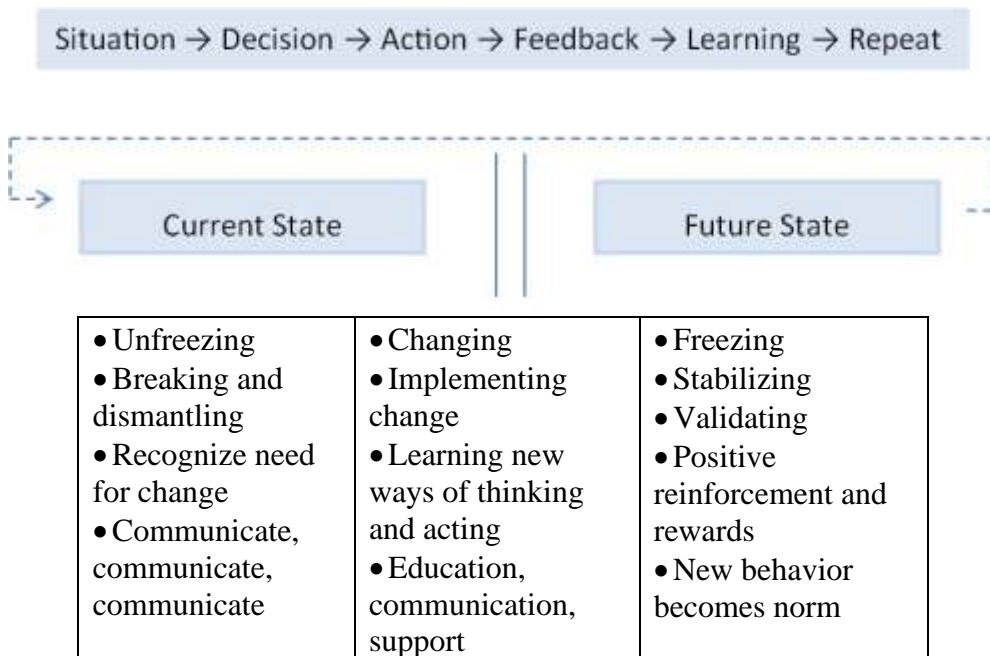 Situation → Decision → Action → Feedback → Learning → Repeat
Current State
Future State
• Unfreezing
• Breaking and
dismantling
• Recognize need
for change
• Communicate,
communicate,
communicate
• Changing
• Implementing
change
• Learning new
ways of thinking
and acting
• Education,
communication,
support
• Freezing
• Stabilizing
• Validating
• Positive
reinforcement and
rewards
• New behavior
becomes norm